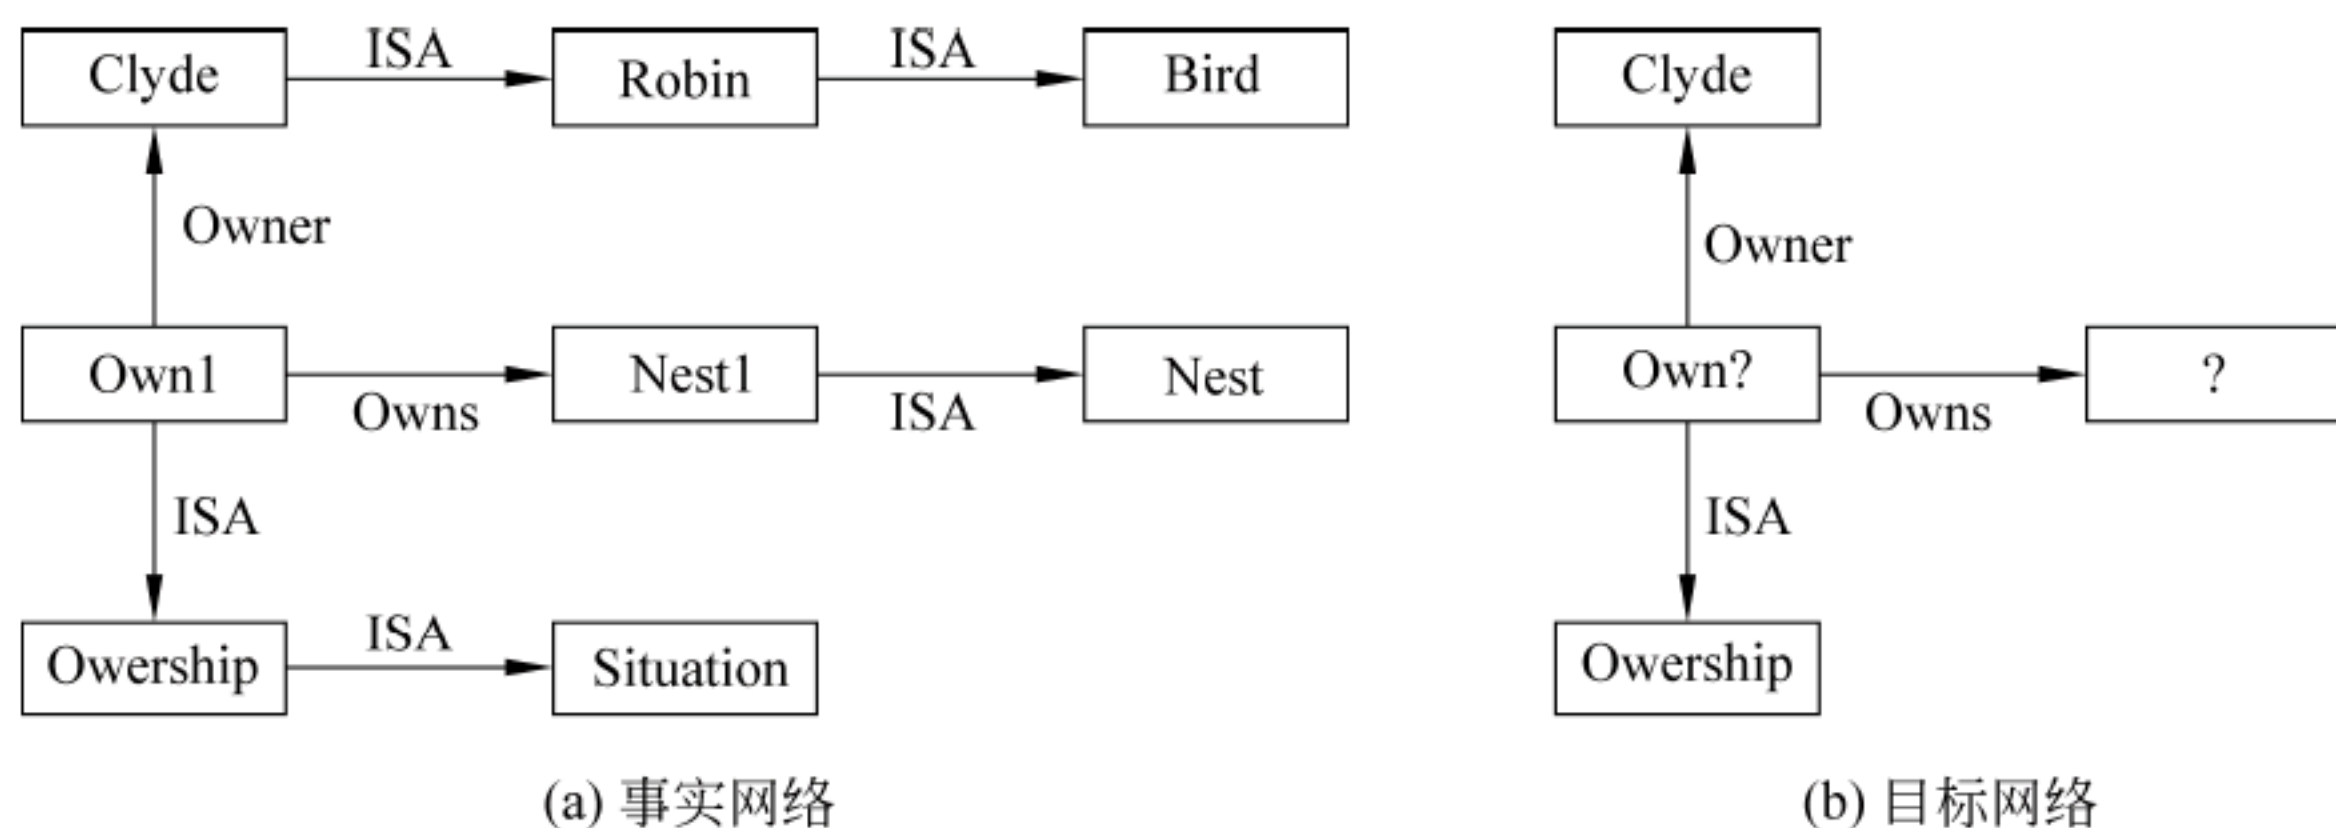 Clyde ISA Robin ISA Bird
Owner
Own1 Owns Nest1 ISA Nest
ISA
Owership ISA Situation
(a) 事实网络
Clyde
Owner
Own? Owns ?
ISA
Owership
(b) 目标网络